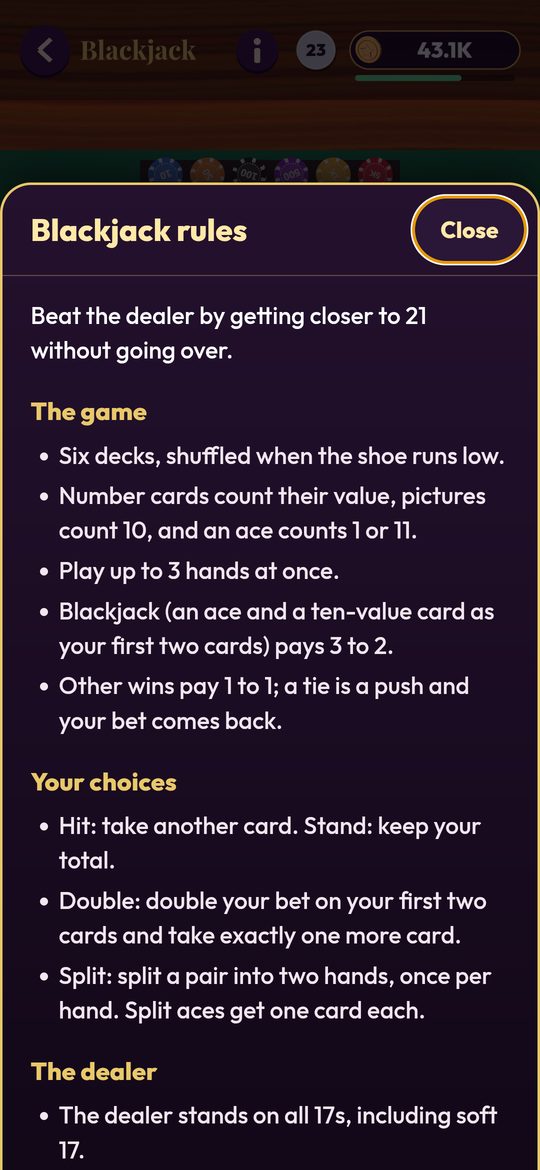 Blackjack
23
43.1K
10
100
500
Blackjack rules
Close
Beat the dealer by getting closer to 21
without going over.
The game
• Six decks, shuffled when the shoe runs low.
• Number cards count their value, pictures
count 10, and an ace counts 1 or 11.
• Play up to 3 hands at once.
• Blackjack (an ace and a ten-value card as
your first two cards) pays 3 to 2.
• Other wins pay 1 to 1; a tie is a push and
your bet comes back.
Your choices
• Hit: take another card. Stand: keep your
total.
• Double: double your bet on your first two
cards and take exactly one more card.
• Split: split a pair into two hands, once per
hand. Split aces get one card each.
The dealer
• The dealer stands on all 17s, including soft
17.